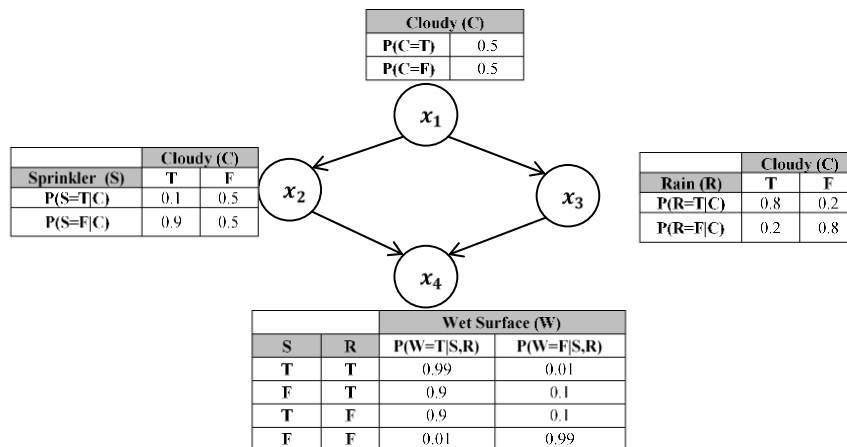 Cloudy (C)
P(C=T) 0.5
P(C=F) 0.5
x₁
Cloudy (C)
Sprinkler (S) T F
P(S=T|C) 0.1 0.5
P(S=F|C) 0.9 0.5
x₂
x₃
Cloudy (C)
Rain (R) T F
P(R=T|C) 0.8 0.2
P(R=F|C) 0.2 0.8
x₄
Wet Surface (W)
S R P(W=T|S,R) P(W=F|S,R)
T T 0.99 0.01
F T 0.9 0.1
T F 0.9 0.1
F F 0.01 0.99